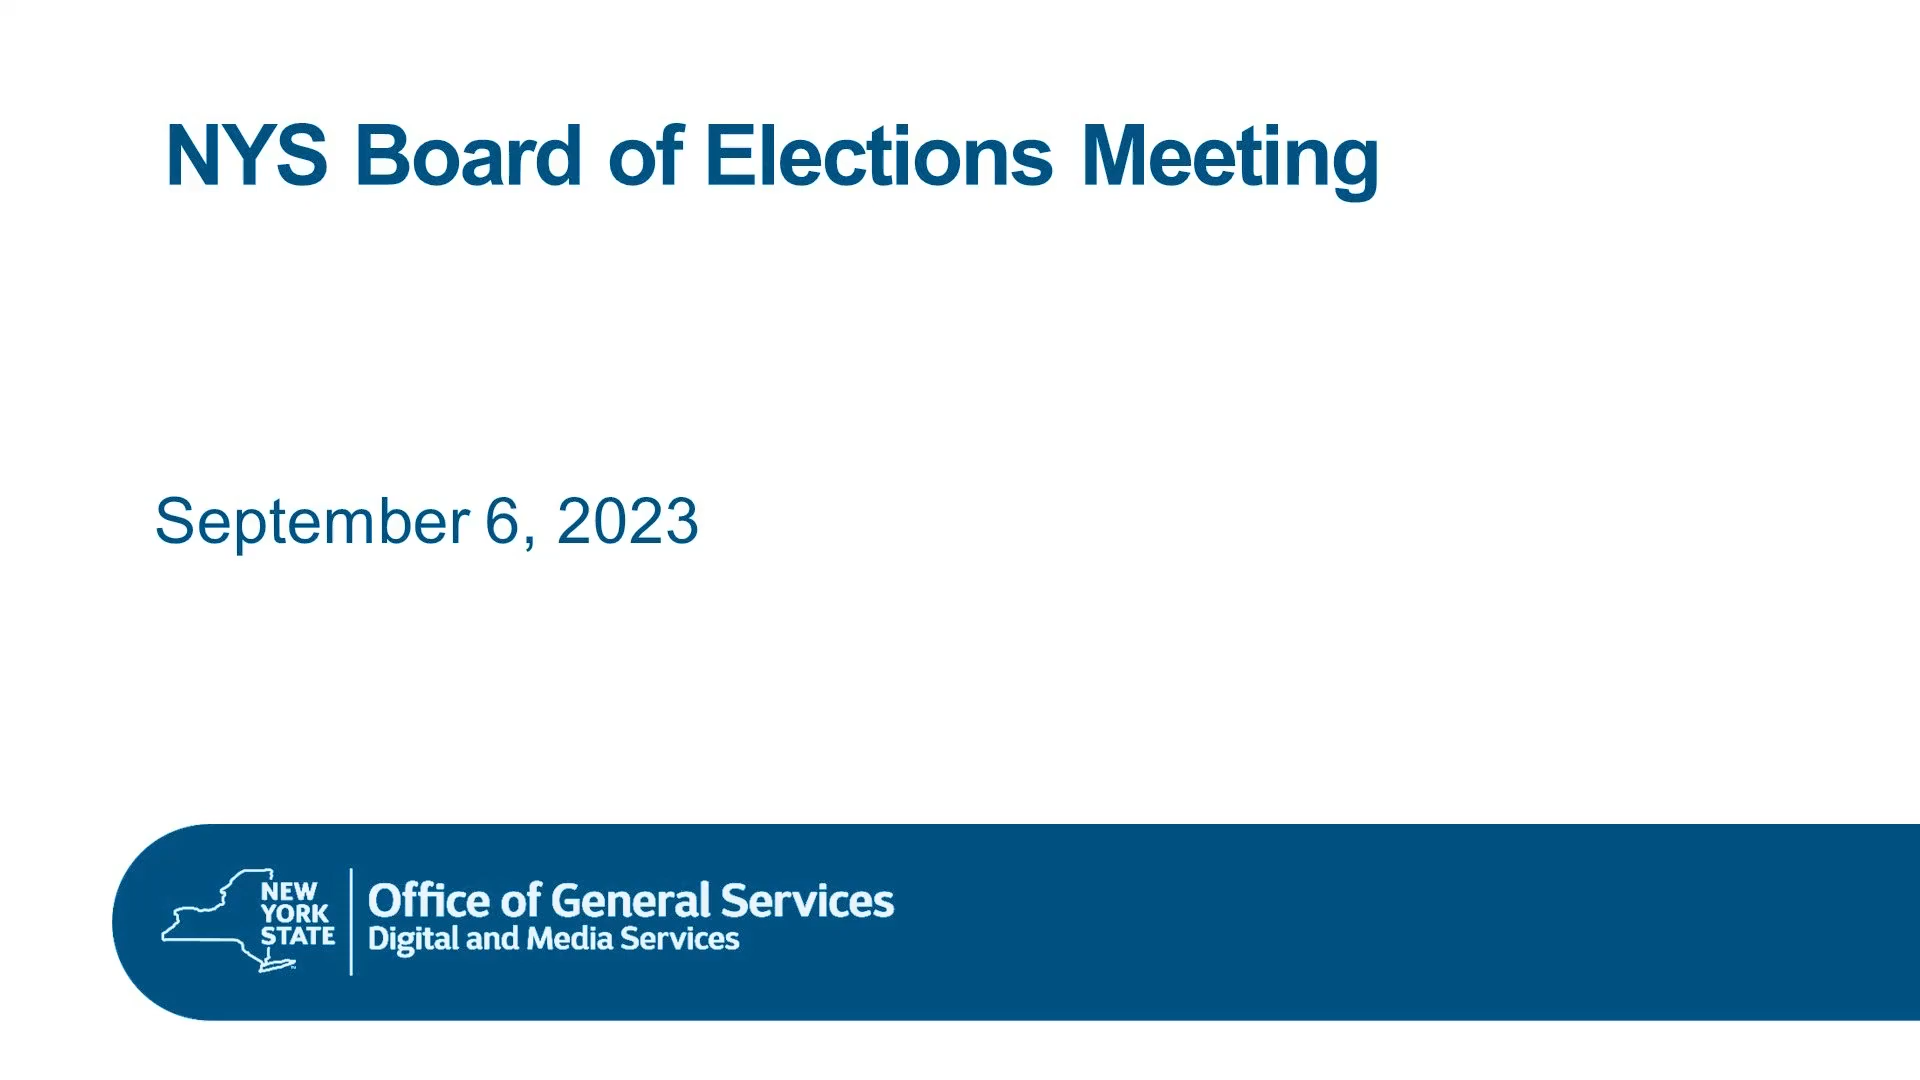 NYS Board of Elections Meeting
September 6, 2023
NEW
YORK
STATE
Office of General Services
Digital and Media Services